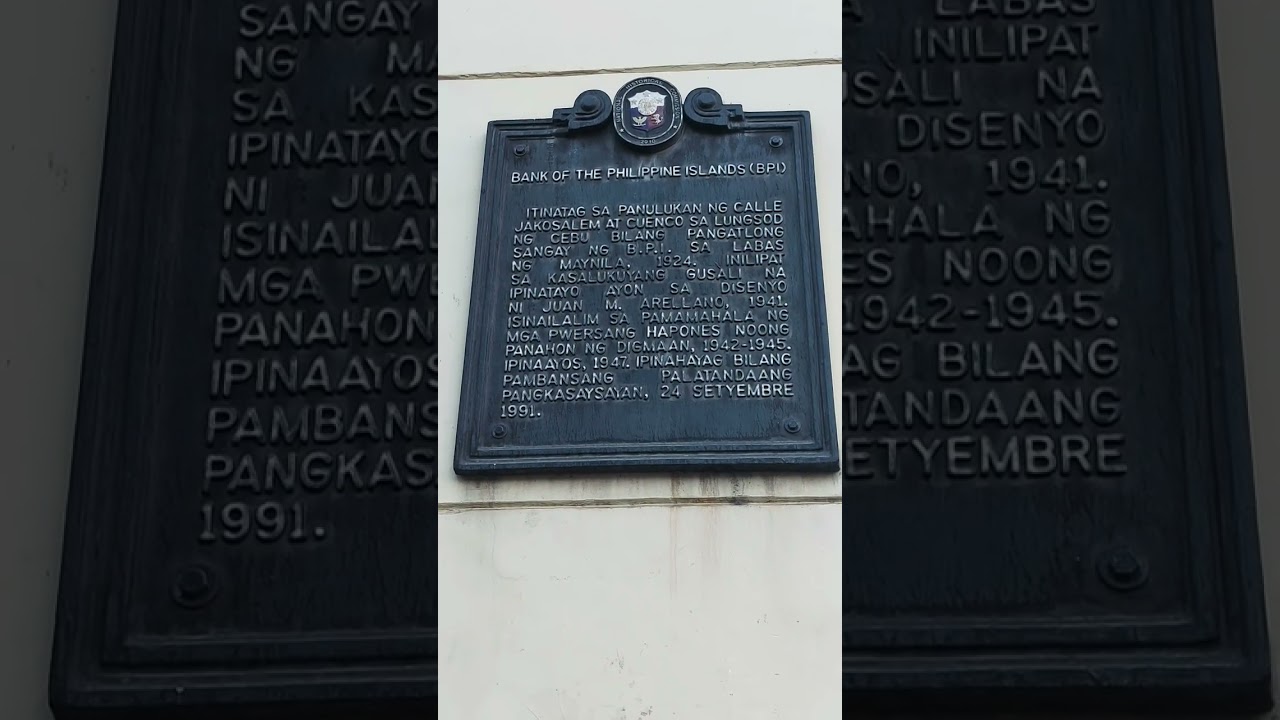 BANK OF THE PHILIPPINE ISLANDS (BPI)
ITINATAG SA PANULUKAN NG CALLE
JAKOSALEM AT CUENCO SA LUNGSOD
NG CEBU BILANG PANGATLONG
SANGAY NG B.P.I. SA LABAS
NG MAYNILA, 1924. INILIPAT
SA KASALUKUYANG GUSALI NA
IPINATAYO AYON SA DISENYO
NI JUAN M. ARELLANO, 1941.
ISINAILALIM SA PAMAMAHALA NG
MGA PWERSANG HAPONES NOONG
PANAHON NG DIGMAAN, 1942-1945.
IPINAAYOS, 1947. IPINAHAYAG BILANG
PAMBANSANG PALATANDAANG
PANGKASAYSAYAN, 24 SETYEMBRE
1991.